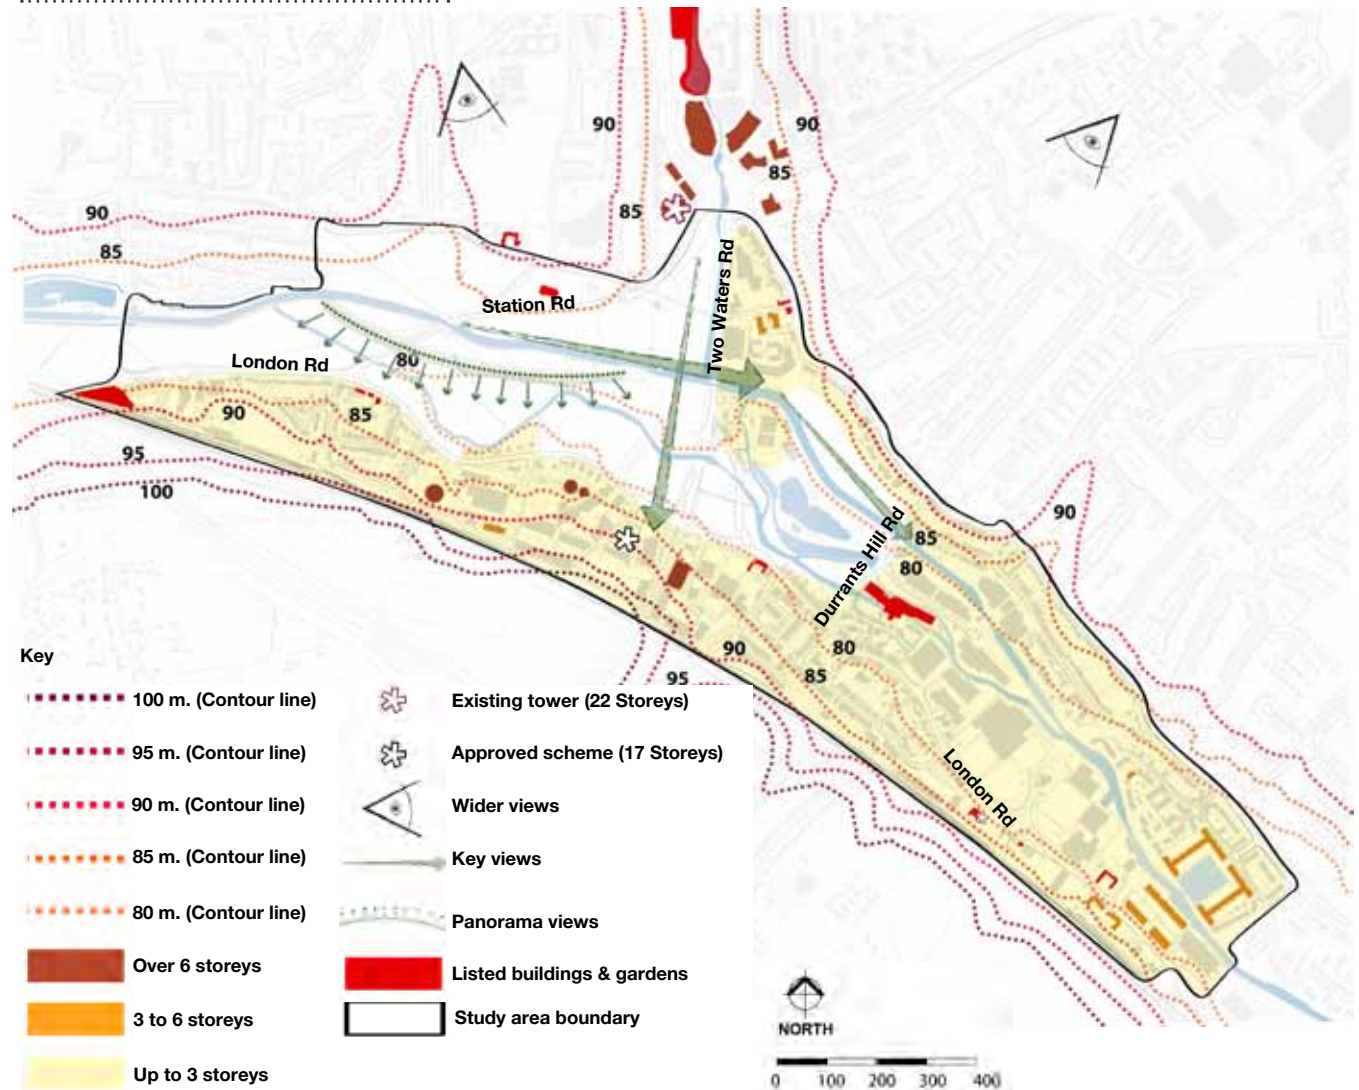 90
90
85
90
85
85
Station Rd
Two Waters Rd
London Rd
80
90
85
95
100
90
85
80
Durrants Hill Rd
90
80
85
95
London Rd
Key
100 m. (Contour line)
95 m. (Contour line)
90 m. (Contour line)
85 m. (Contour line)
80 m. (Contour line)
Over 6 storeys
3 to 6 storeys
Up to 3 storeys
Existing tower (22 Storeys)
Approved scheme (17 Storeys)
Wider views
Key views
Panorama views
Listed buildings & gardens
Study area boundary
NORTH
0 100 200 300 400